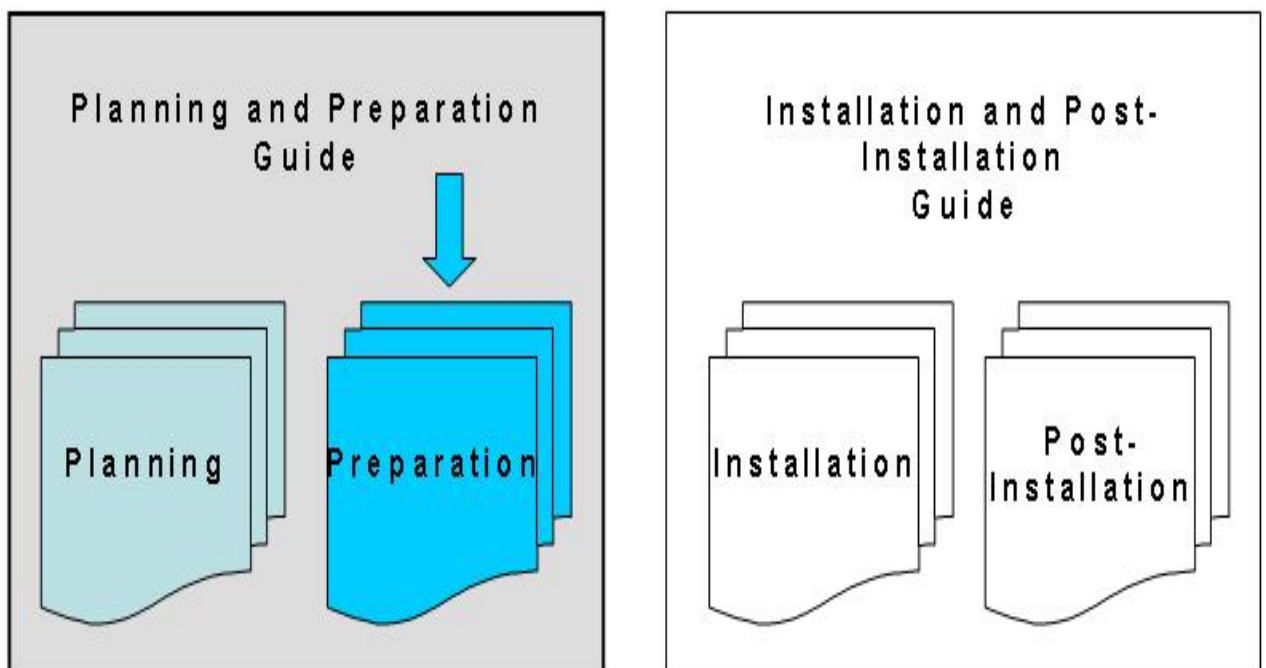 Planning and Preparation
Guide
Planning
Preparation
Installation and Post-
Installation
Guide
Installation
Post-
Installation